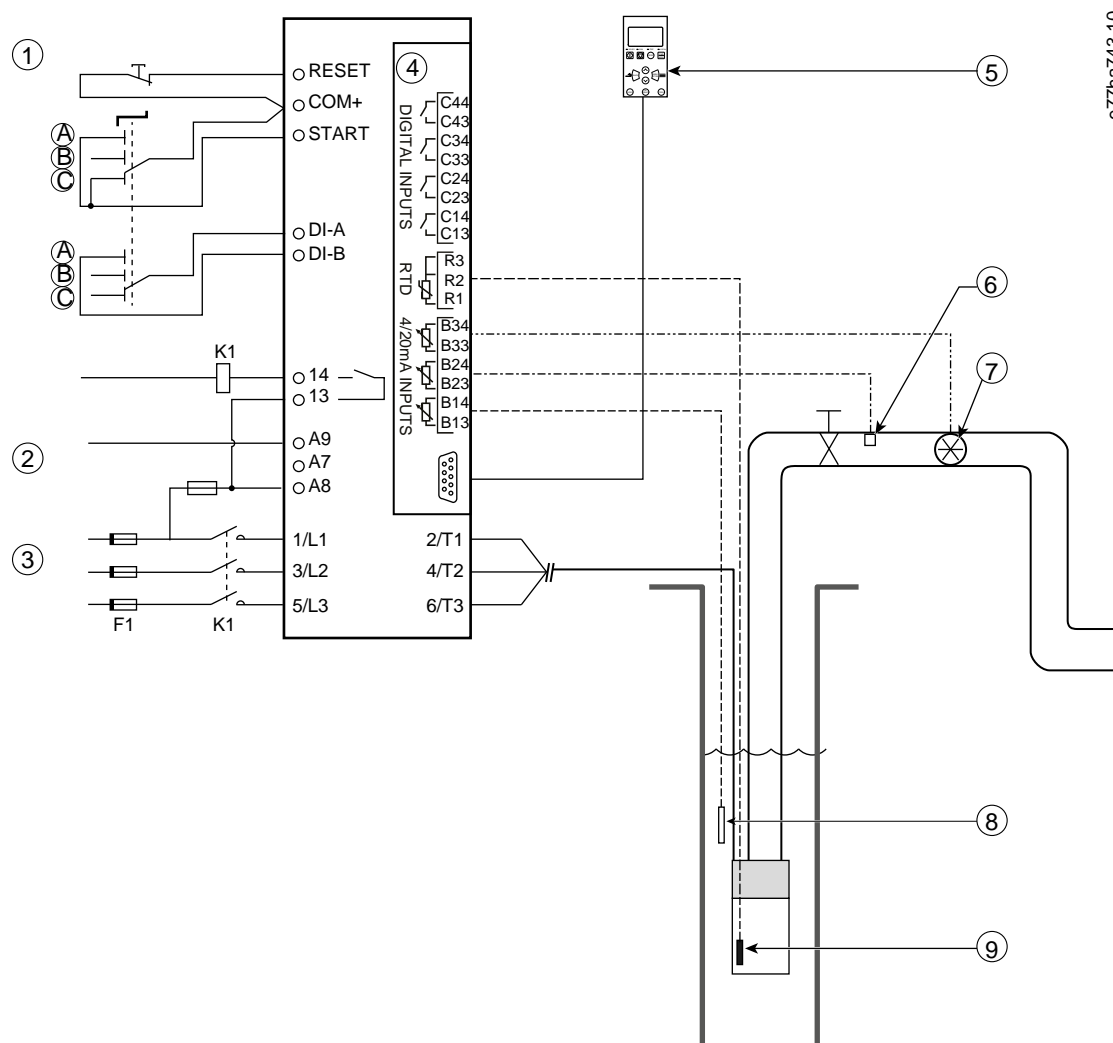 1
RESET
COM+
START
A
B
C
DI-A
DI-B
A
B
C
K1
14
13
2
A9
A7
A8
3
1/L1
3/L2
5/L3
F1
K1
2/T1
4/T2
6/T3
4
DIGITAL INPUTS
C44
C43
C34
C33
C24
C23
C14
C13
RTD
R3
R2
R1
4/20mA INPUTS
B34
B33
B24
B23
B14
B13
5
6
7
8
9